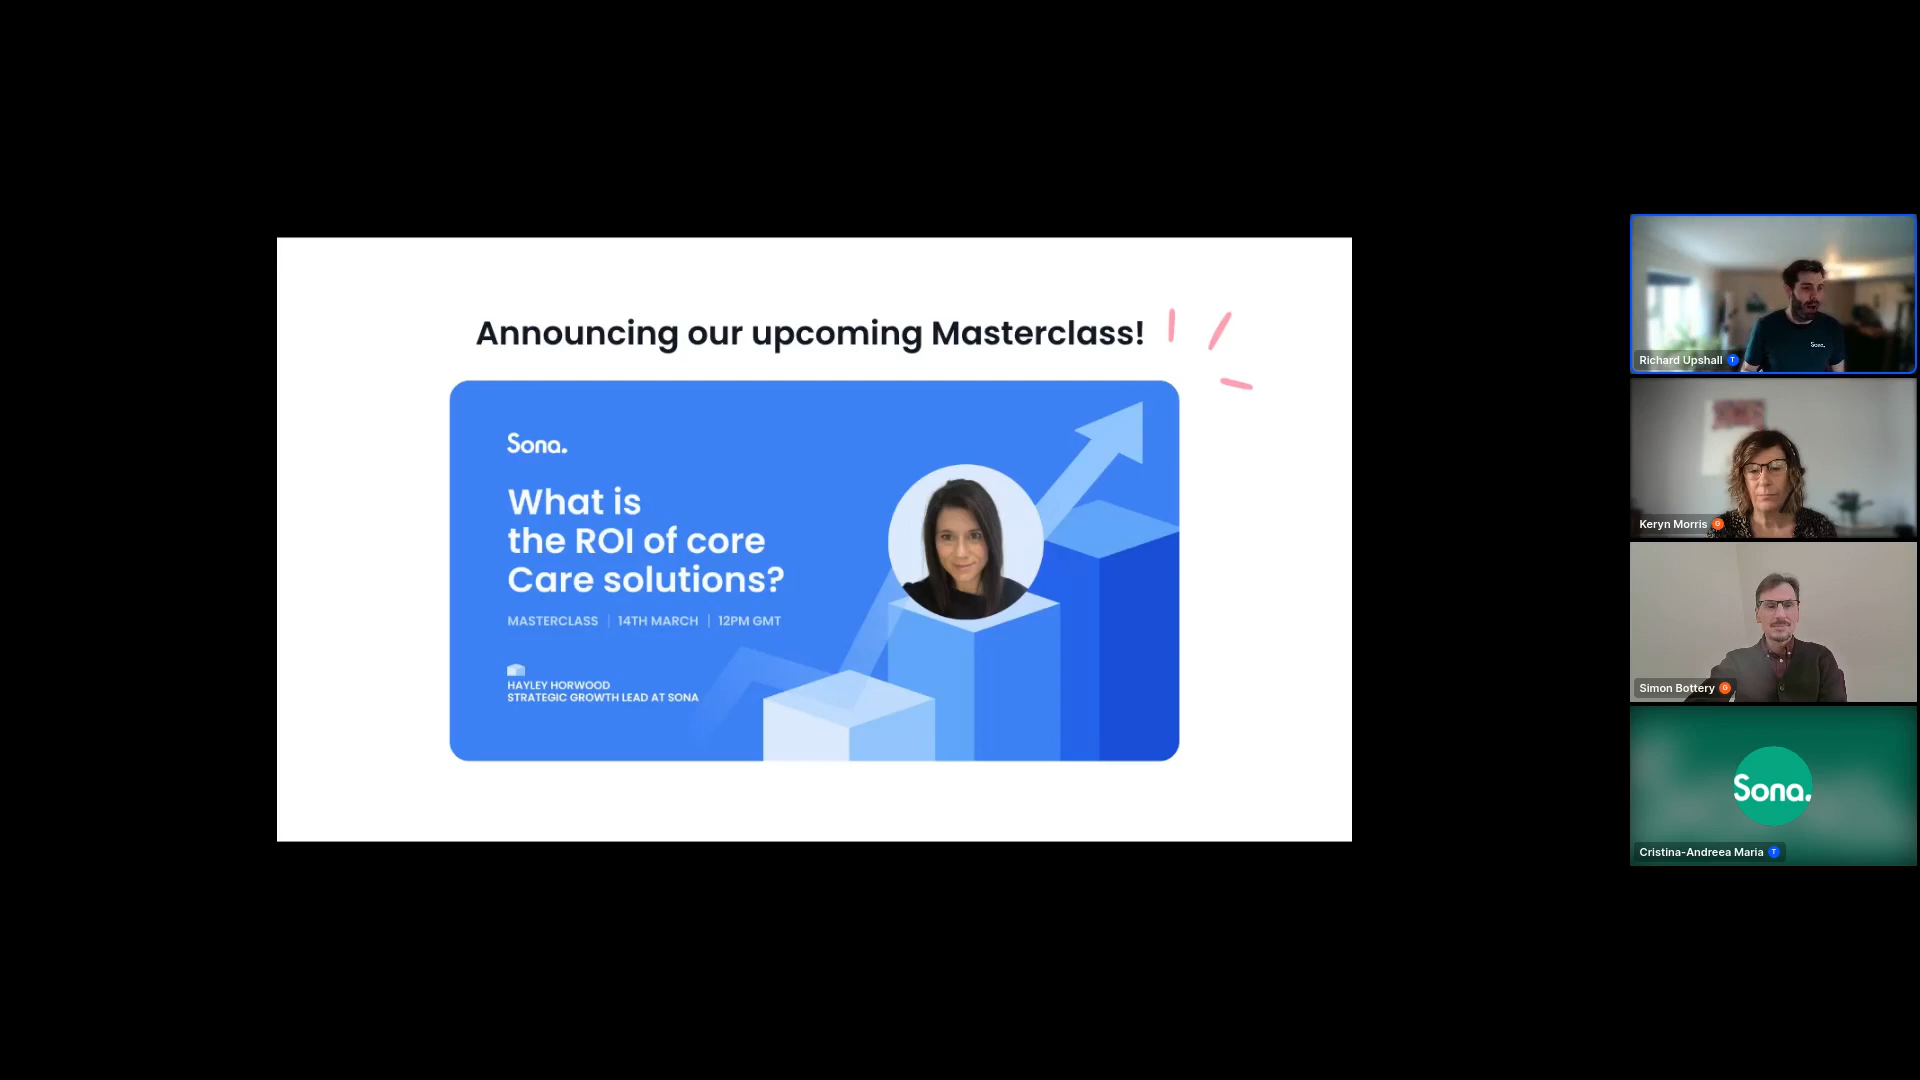 Announcing our upcoming Masterclass!
Sona.
What is
the ROI of core
Care solutions?
MASTERCLASS | 14TH MARCH | 12PM GMT
HAYLEY HORWOOD
STRATEGIC GROWTH LEAD AT SONA
Sona.
Richard Upshall T
Keryn Morris G
Simon Bottery G
Sona.
Cristina-Andreea Maria T